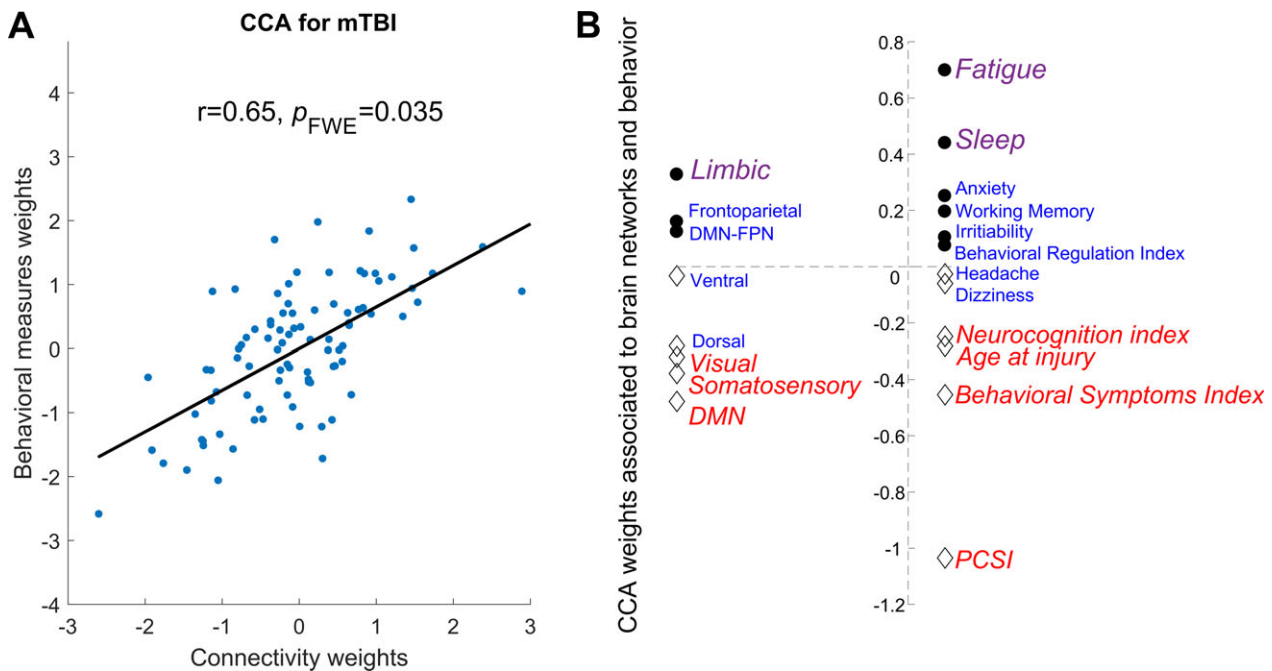 A
CCA for mTBI
r=0.65, pFWE=0.035
Behavioral measures weights
4
3
2
1
0
-1
-2
-3
-4
-3
-2
-1
0
1
2
3
Connectivity weights
B
CCA weights associated to brain networks and behavior
Limbic
Frontoparietal
DMN-FPN
Ventral
Dorsal
Visual
Somatosensory
DMN
0.8
0.6
0.4
0.2
0
-0.2
-0.4
-0.6
-0.8
-1
-1.2
Fatigue
Sleep
Anxiety
Working Memory
Irritiability
Behavioral Regulation Index
Headache
Dizziness
Neurocognition index
Age at injury
Behavioral Symptoms Index
PCSI